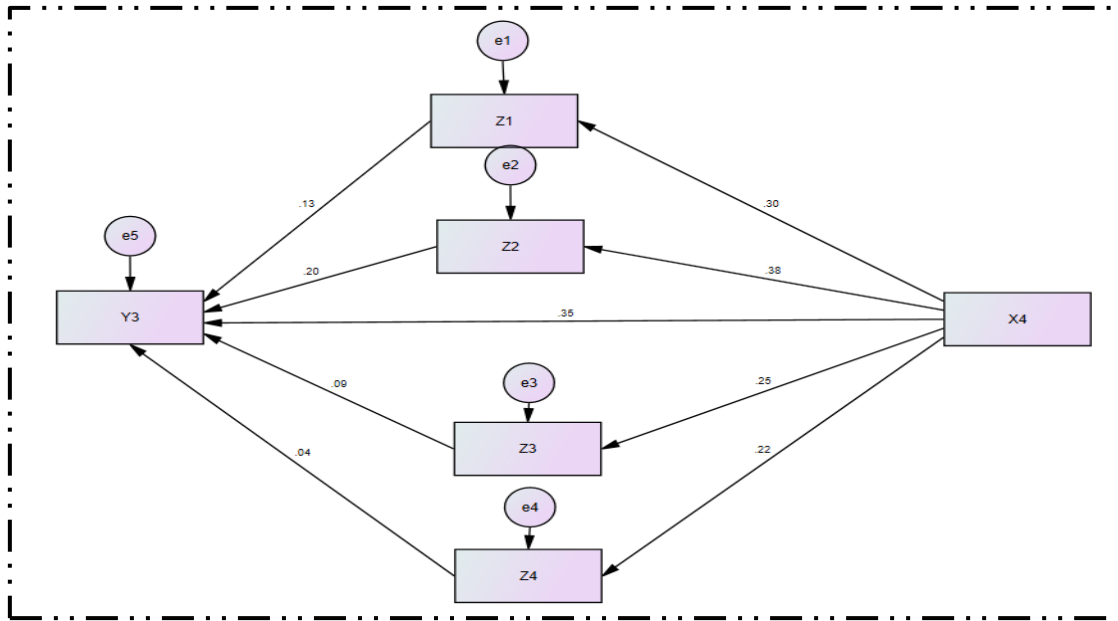 e1
Z1
e2
.13
.30
e5
Z2
.20
.38
Y3
.35
X4
e3
.09
.25
Z3
.04
.22
e4
Z4